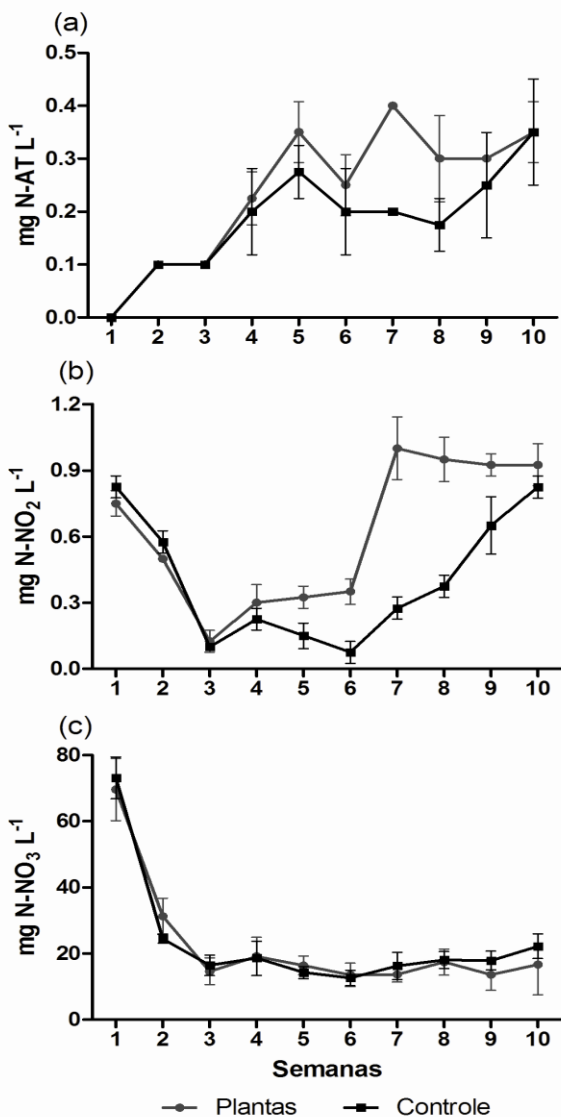 (a)
mg N-AT L⁻¹
0.5
0.4
0.3
0.2
0.1
0.0
1 2 3 4 5 6 7 8 9 10
(b)
mg N-NO₂ L⁻¹
1.2
0.9
0.6
0.3
0.0
1 2 3 4 5 6 7 8 9 10
(c)
mg N-NO₃ L⁻¹
80
60
40
20
0
1 2 3 4 5 6 7 8 9 10
Semanas
Plantas Controle